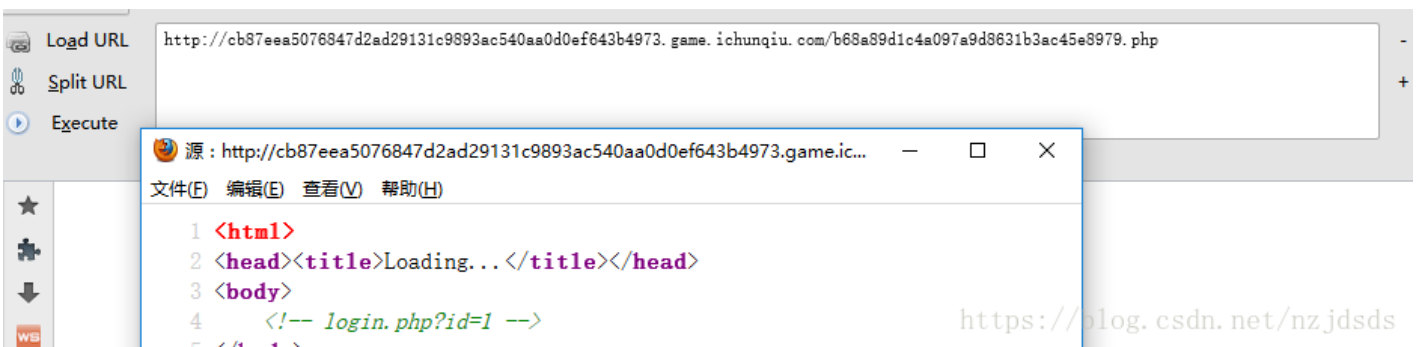 Load URL
http://cb87eea5076847d2ad29131c9893ac540aa0d0ef643b4973.game.ichunqiu.com/b68a89d1c4a097a9d8631b3ac45e8979.php
-
Split URL
+
Execute
源 : http://cb87eea5076847d2ad29131c9893ac540aa0d0ef643b4973.game.ic...
文件(F) 编辑(E) 查看(V) 帮助(H)
1 <html>
2 <head><title>Loading...</title></head>
3 <body>
4 <!-- login.php?id=1 -->
https://blog.csdn.net/nzjdsds
WS